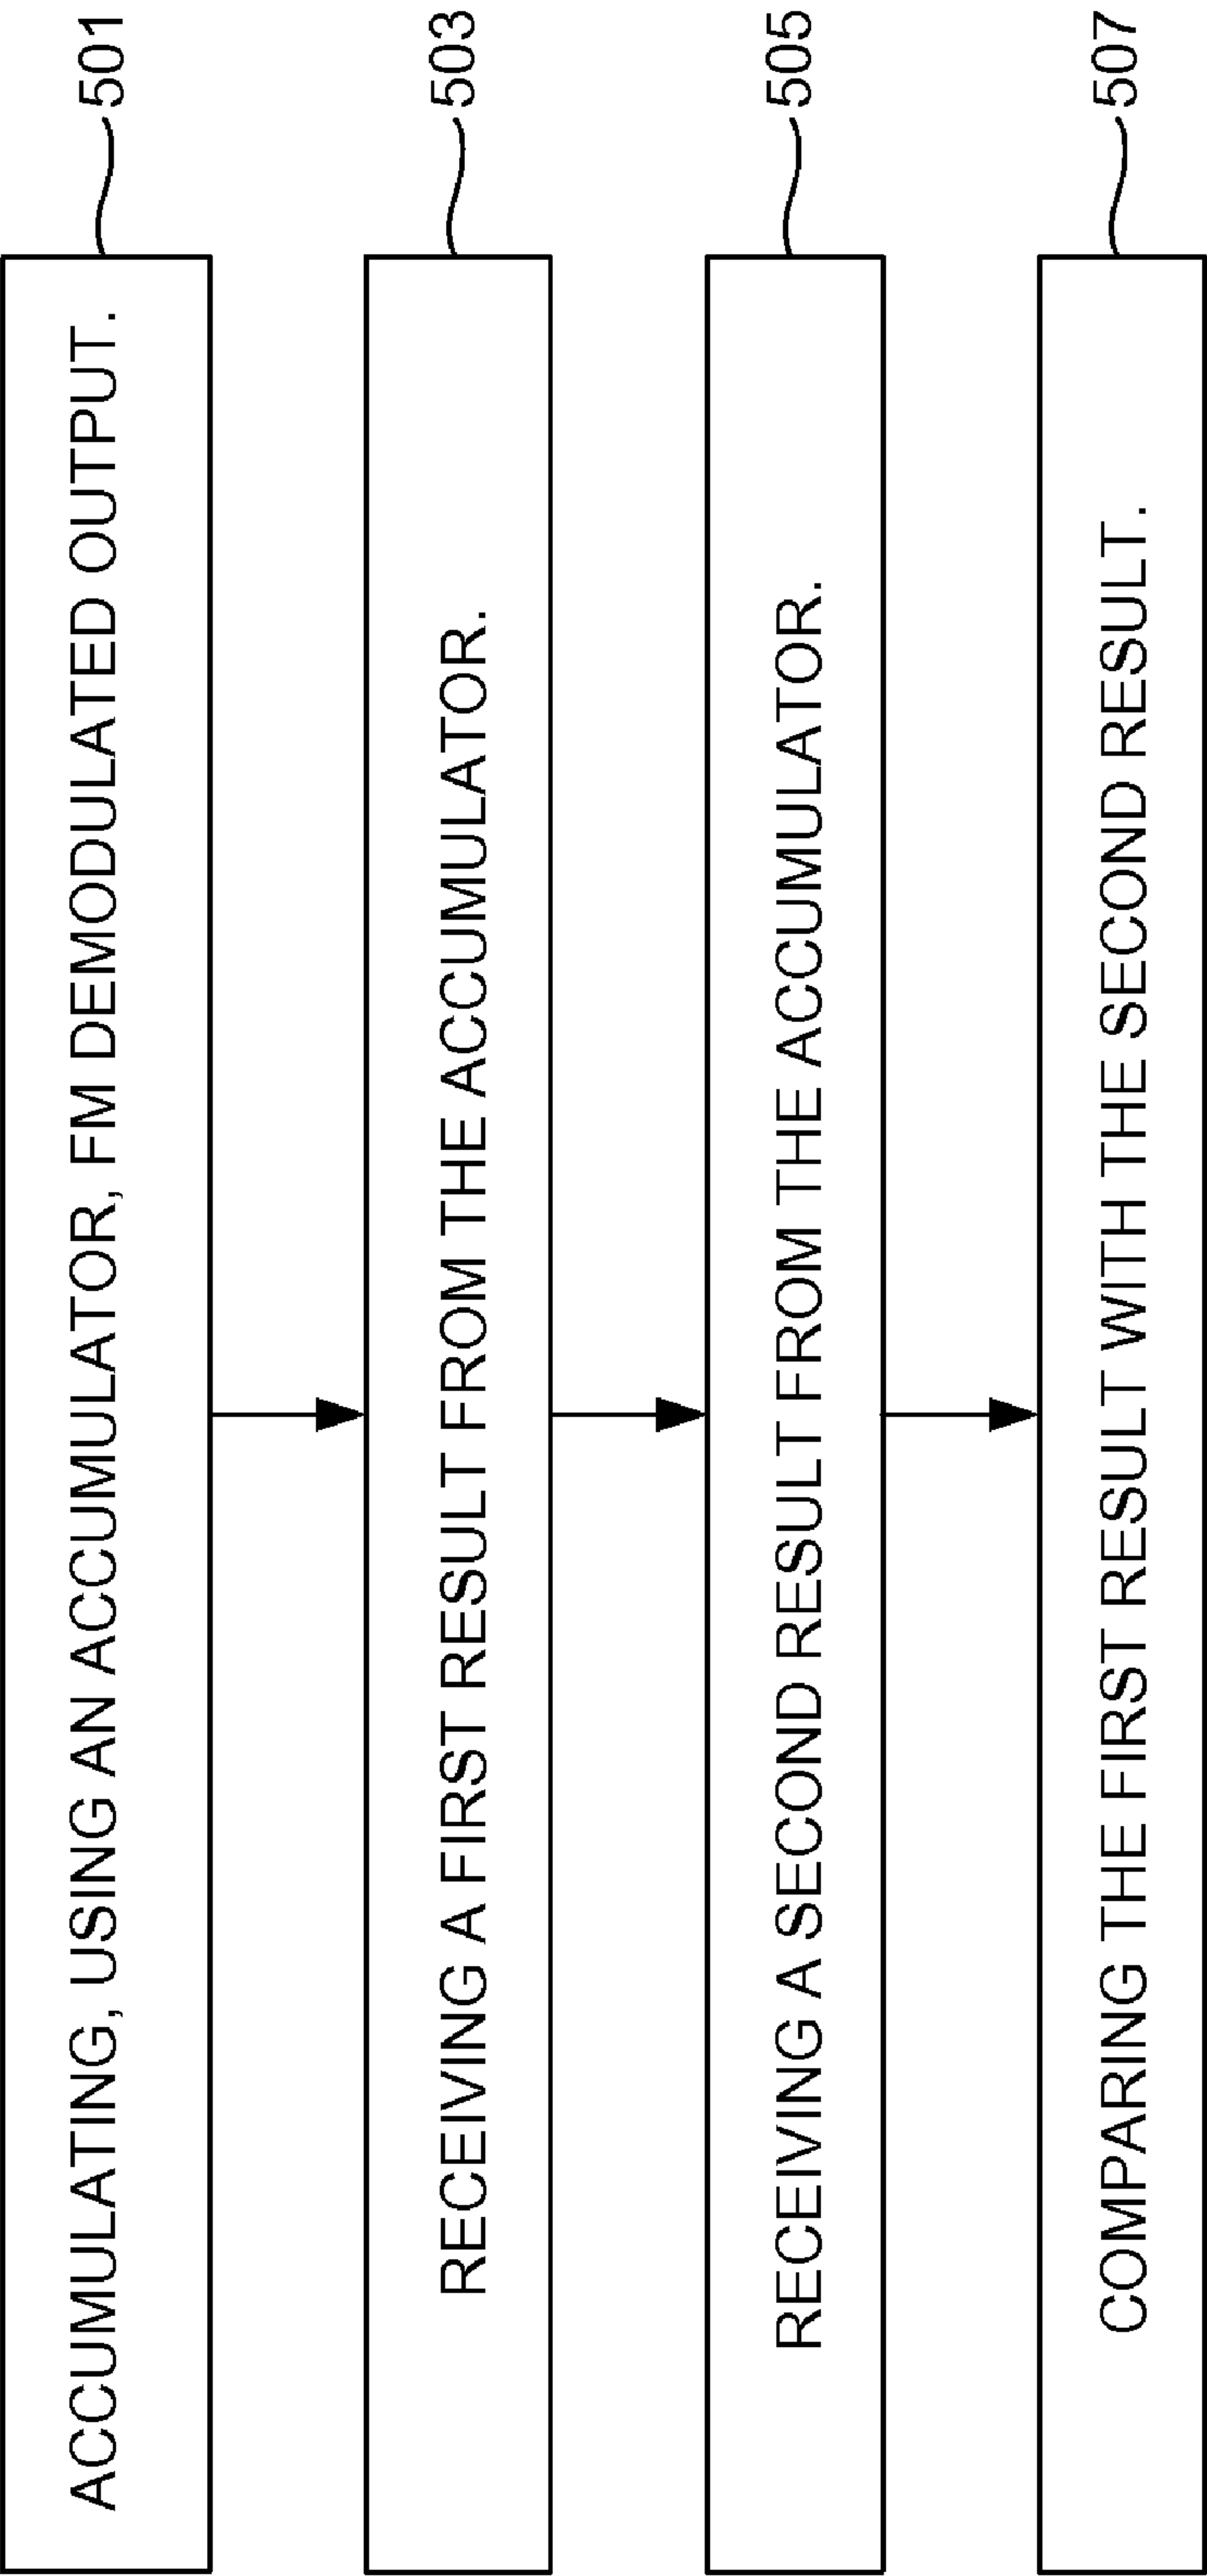 ACCUMULATING, USING AN ACCUMULATOR, FM DEMODULATED OUTPUT.
501
RECEIVING A FIRST RESULT FROM THE ACCUMULATOR.
503
RECEIVING A SECOND RESULT FROM THE ACCUMULATOR.
505
COMPARING THE FIRST RESULT WITH THE SECOND RESULT.
507